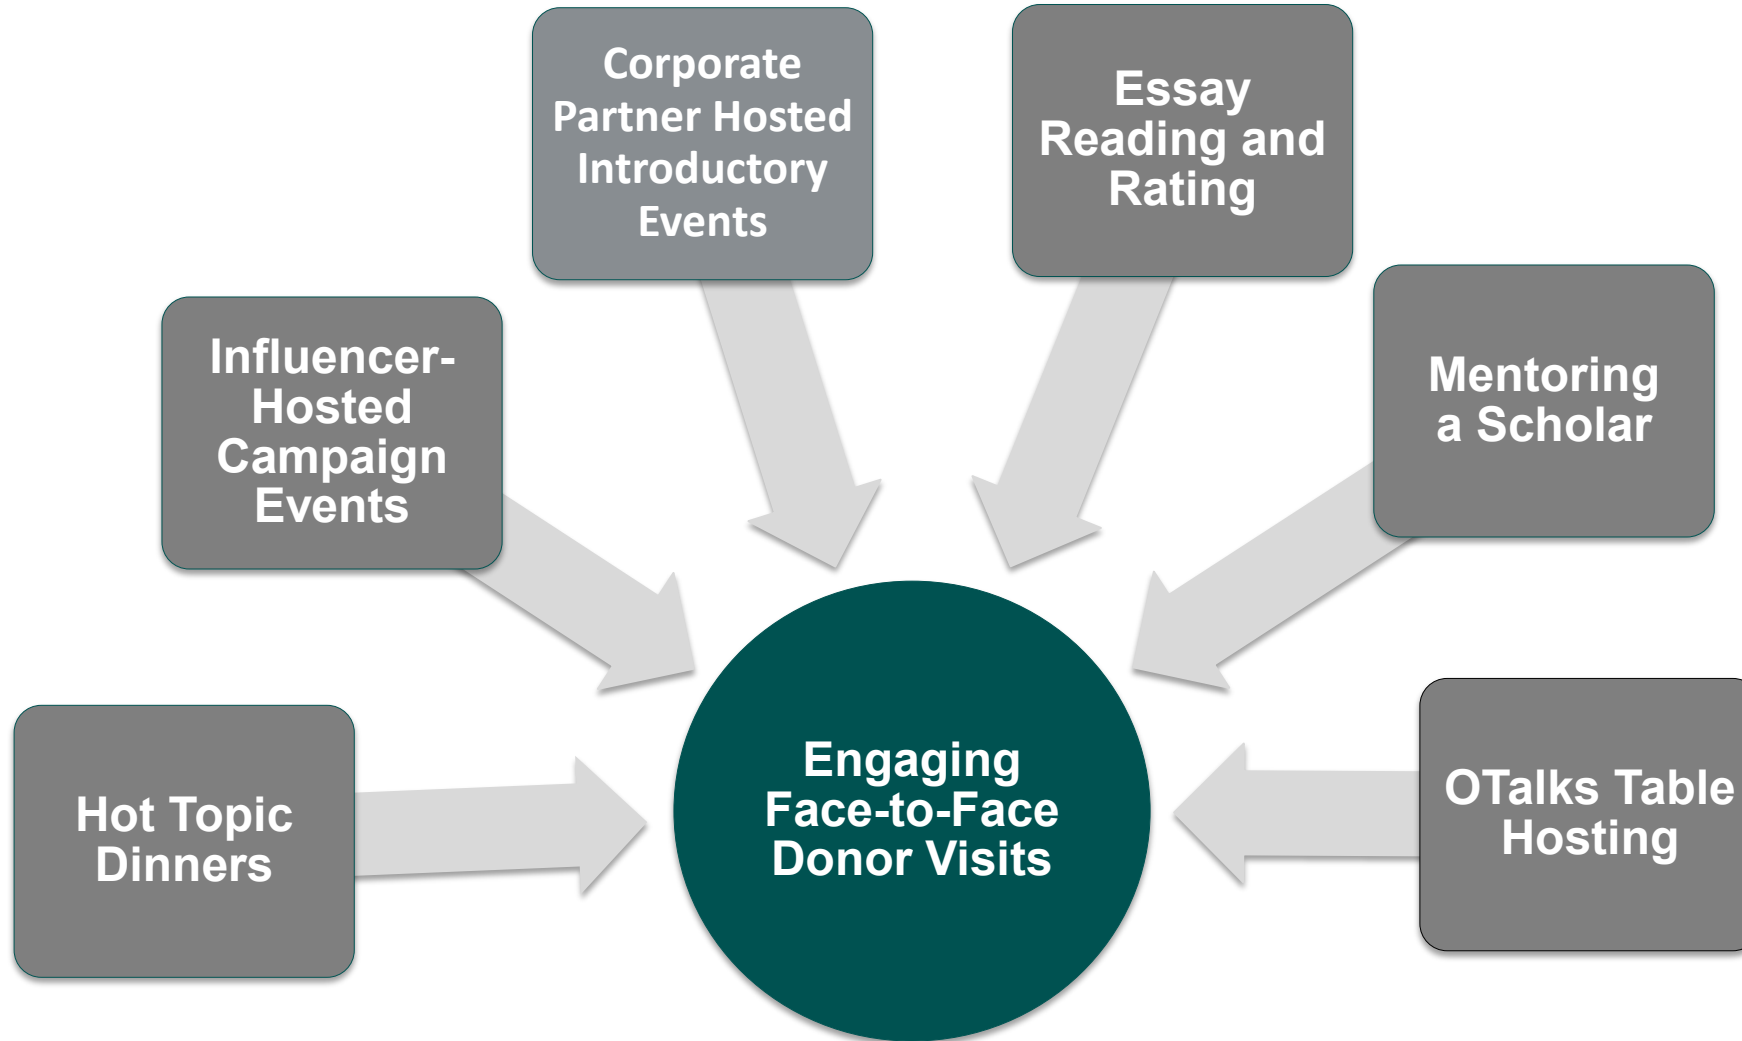 Corporate
Partner Hosted
Introductory
Events
Essay
Reading and
Rating
Influencer-
Hosted
Campaign
Events
Mentoring
a Scholar
Hot Topic
Dinners
Engaging
Face-to-Face
Donor Visits
OTalks Table
Hosting